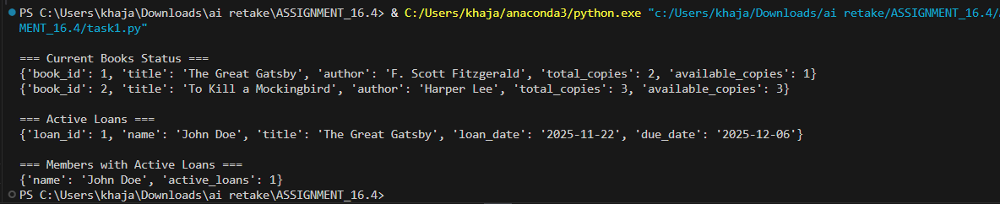 PS C:\Users\khaja\Downloads\ai retake\ASSIGNMENT_16.4> & C:/Users/khaja/anaconda3/python.exe "c:/Users/khaja/Downloads/ai retake/ASSIGNMENT_16.4/
MENT_16.4/task1.py"
=== Current Books Status ===
{'book_id': 1, 'title': 'The Great Gatsby', 'author': 'F. Scott Fitzgerald', 'total_copies': 2, 'available_copies': 1}
{'book_id': 2, 'title': 'To Kill a Mockingbird', 'author': 'Harper Lee', 'total_copies': 3, 'available_copies': 3}
=== Active Loans ===
{'loan_id': 1, 'name': 'John Doe', 'title': 'The Great Gatsby', 'loan_date': '2025-11-22', 'due_date': '2025-12-06'}
=== Members with Active Loans ===
{'name': 'John Doe', 'active_loans': 1}
PS C:\Users\khaja\Downloads\ai retake\ASSIGNMENT_16.4>